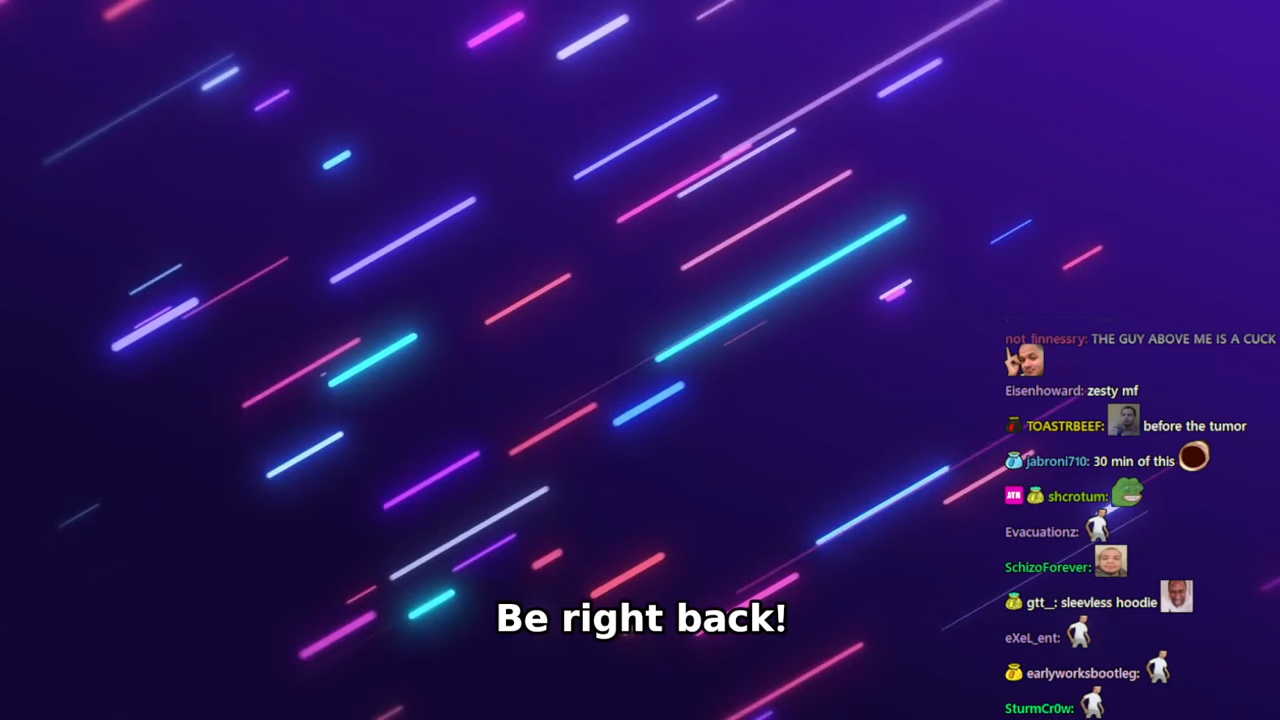 not_finnessry: THE GUY ABOVE ME IS A CUCK
Eisenhoward: zesty mf
TOASTRBEEF: before the tumor
jabroni710: 30 min of this
ATH shcrotum:
Evacuationz:
SchizoForever:
gtt_: sleevless hoodie
eXeL_ent:
earlyworksbootleg:
SturmCr0w:
Be right back!